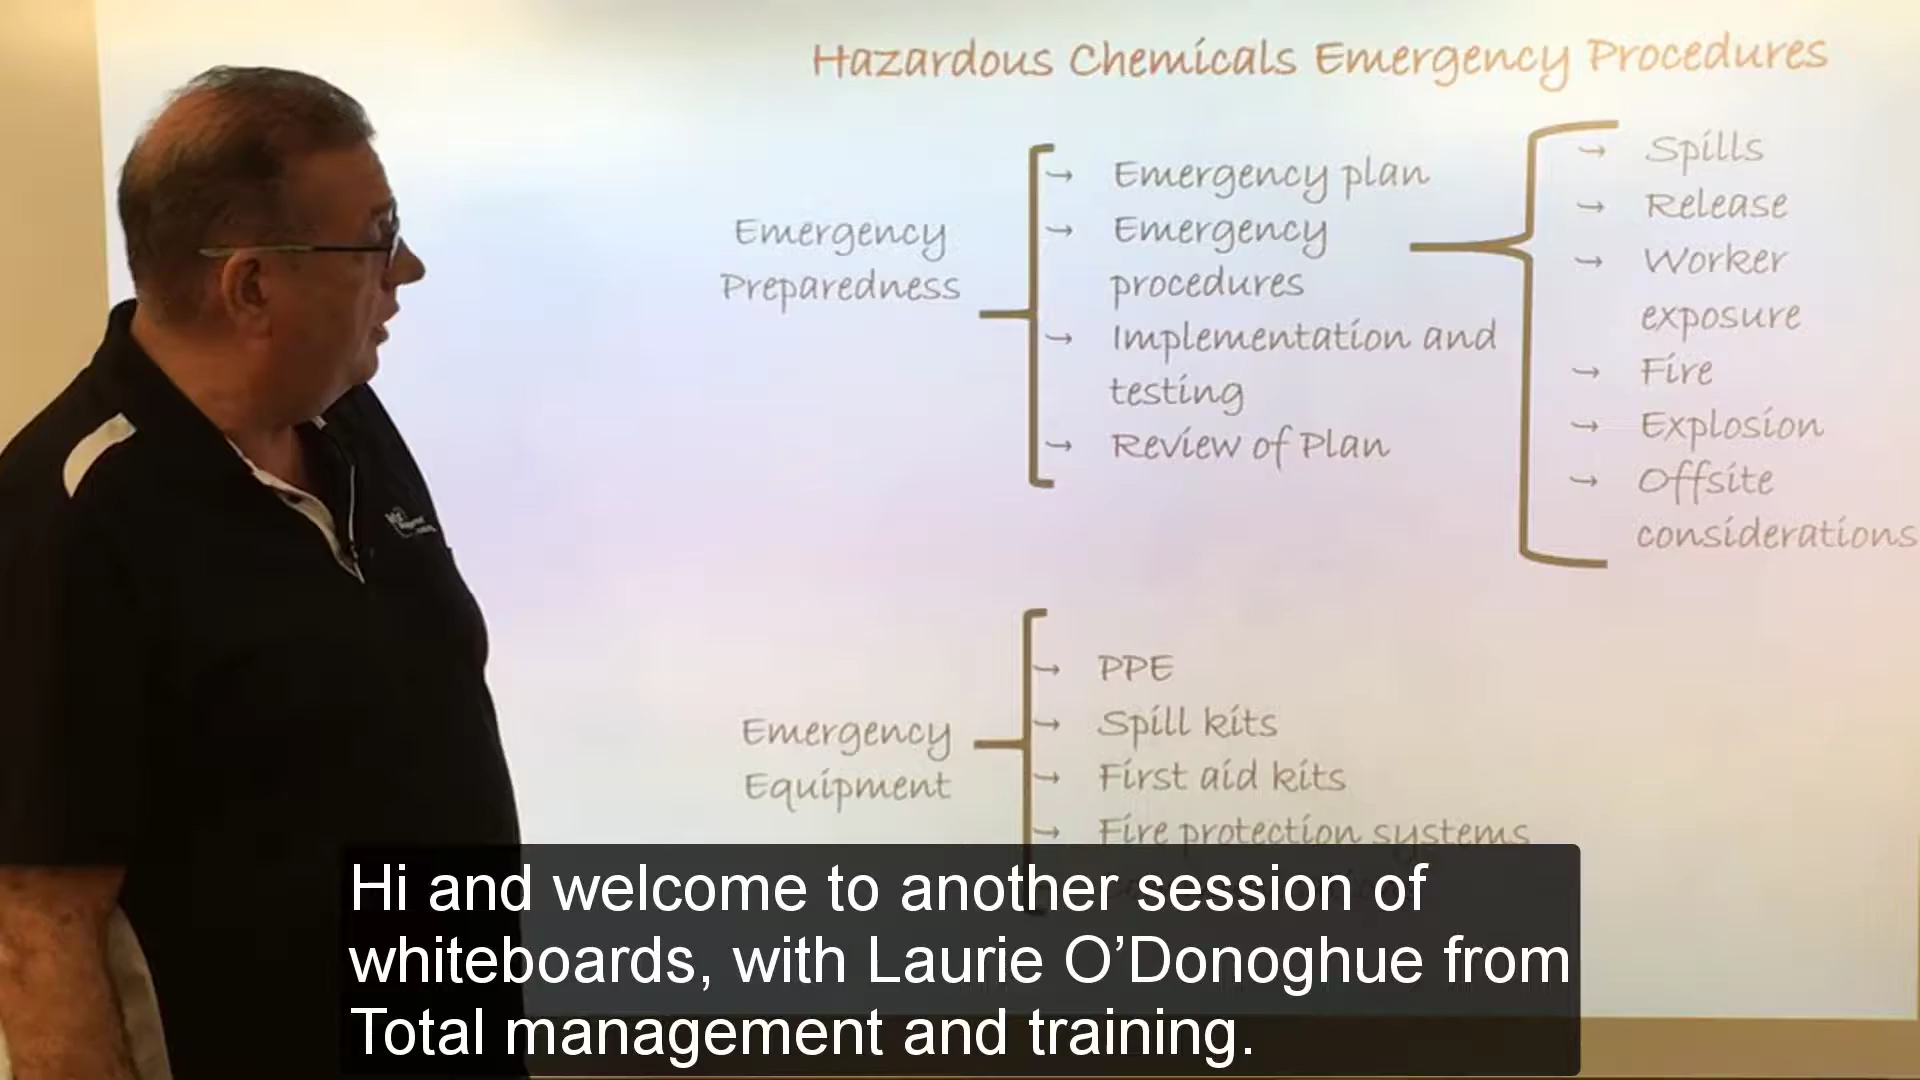 Hazardous Chemicals Emergency Procedures
Emergency
Preparedness
Emergency plan
Emergency
procedures
Implementation and
testing
Review of Plan
Spills
Release
Worker
exposure
Fire
Explosion
Offsite
considerations
Emergency
Equipment
PPE
Spill kits
First aid kits
Fire protection systems
Hi and welcome to another session of
whiteboards, with Laurie O’Donoghue from
Total management and training.